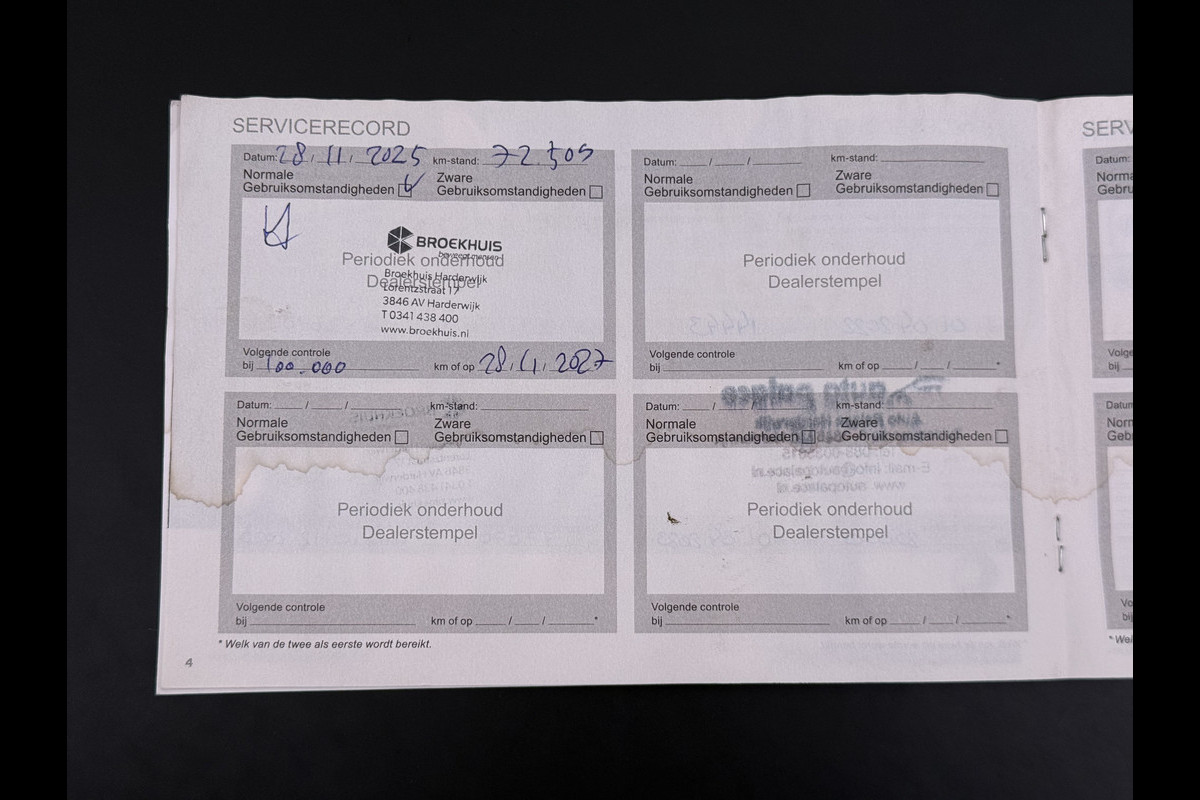 SERVICERECORD
Datum: 28 / 11 / 2025 km-stand: 72.509
Normale
Gebruiksomstandigheden
Zware
Gebruiksomstandigheden
BROEKHUIS
Periodiek onderhoud
Dealerstempel
Broekhuis Harderwijk
Lorentzstraat 17
3846 AV Harderwijk
T 0341 438 400
www.broekhuis.nl
Volgende controle
bij 100.000 km of op 28 / 11 / 2027
Datum: / / km-stand:
Normale
Gebruiksomstandigheden
Zware
Gebruiksomstandigheden
Periodiek onderhoud
Dealerstempel
Volgende controle
bij km of op / / *
Datum: / / km-stand:
Normale
Gebruiksomstandigheden
Zware
Gebruiksomstandigheden
Periodiek onderhoud
Dealerstempel
Volgende controle
bij km of op / / *
Datum: / / km-stand:
Normale
Gebruiksomstandigheden
Zware
Gebruiksomstandigheden
Periodiek onderhoud
Dealerstempel
Volgende controle
bij km of op / / *
* Welk van de twee als eerste wordt bereikt.
4